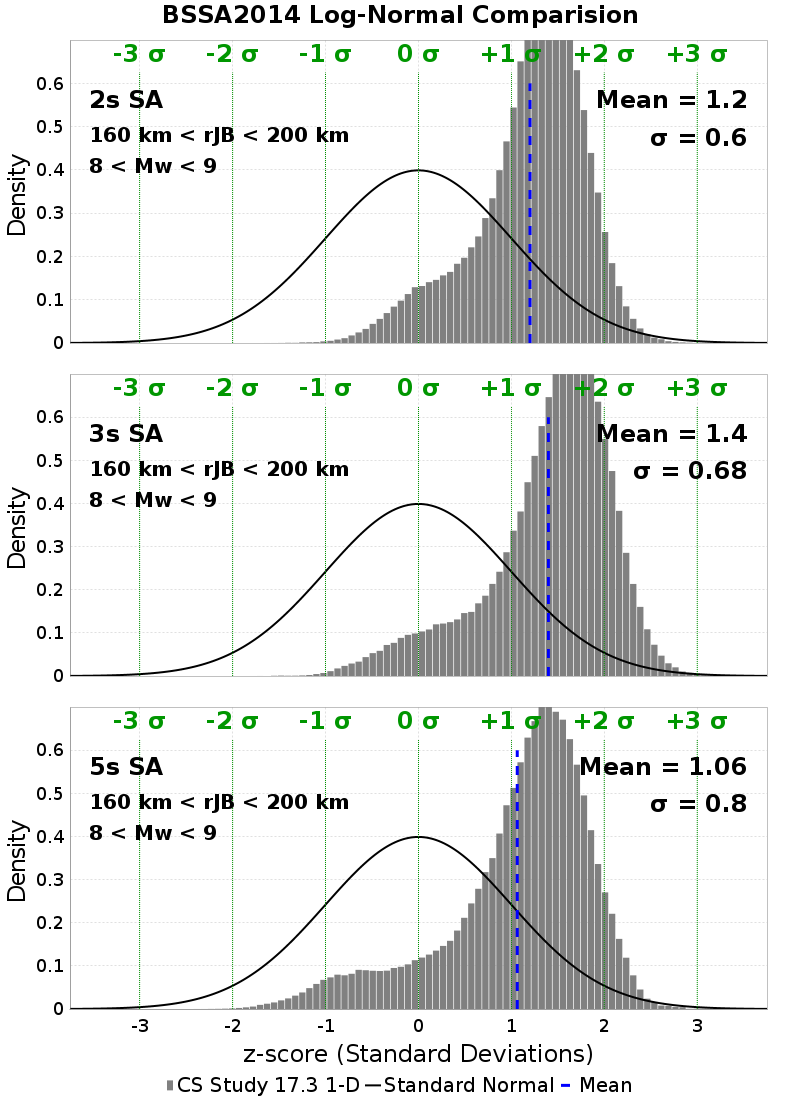 BSSA2014 Log-Normal Comparision
-3 σ -2 σ -1 σ 0 σ +1 σ +2 σ +3 σ
0.6
2s SA
Mean = 1.2
0.5
160 km < rJB < 200 km
σ = 0.6
8 < Mw < 9
0.4
0.3
0.2
0.1
0
Density
-3 σ -2 σ -1 σ 0 σ +1 σ +2 σ +3 σ
0.6
3s SA
Mean = 1.4
0.5
160 km < rJB < 200 km
σ = 0.68
8 < Mw < 9
0.4
0.3
0.2
0.1
0
Density
-3 σ -2 σ -1 σ 0 σ +1 σ +2 σ +3 σ
0.6
5s SA
Mean = 1.06
0.5
160 km < rJB < 200 km
σ = 0.8
8 < Mw < 9
0.4
0.3
0.2
0.1
0
Density
-3 -2 -1 0 1 2 3
z-score (Standard Deviations)
CS Study 17.3 1-D Standard Normal Mean